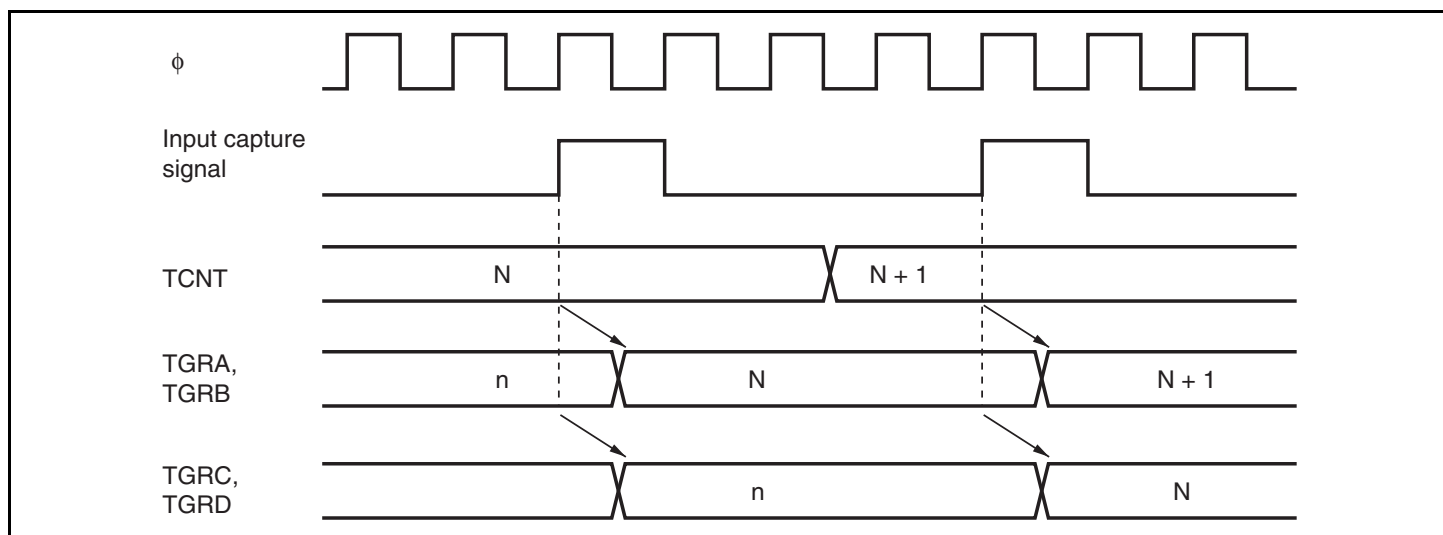 ϕ
Input capture
signal
TCNT
N
N + 1
TGRA,
TGRB
n
N
N + 1
TGRC,
TGRD
n
N